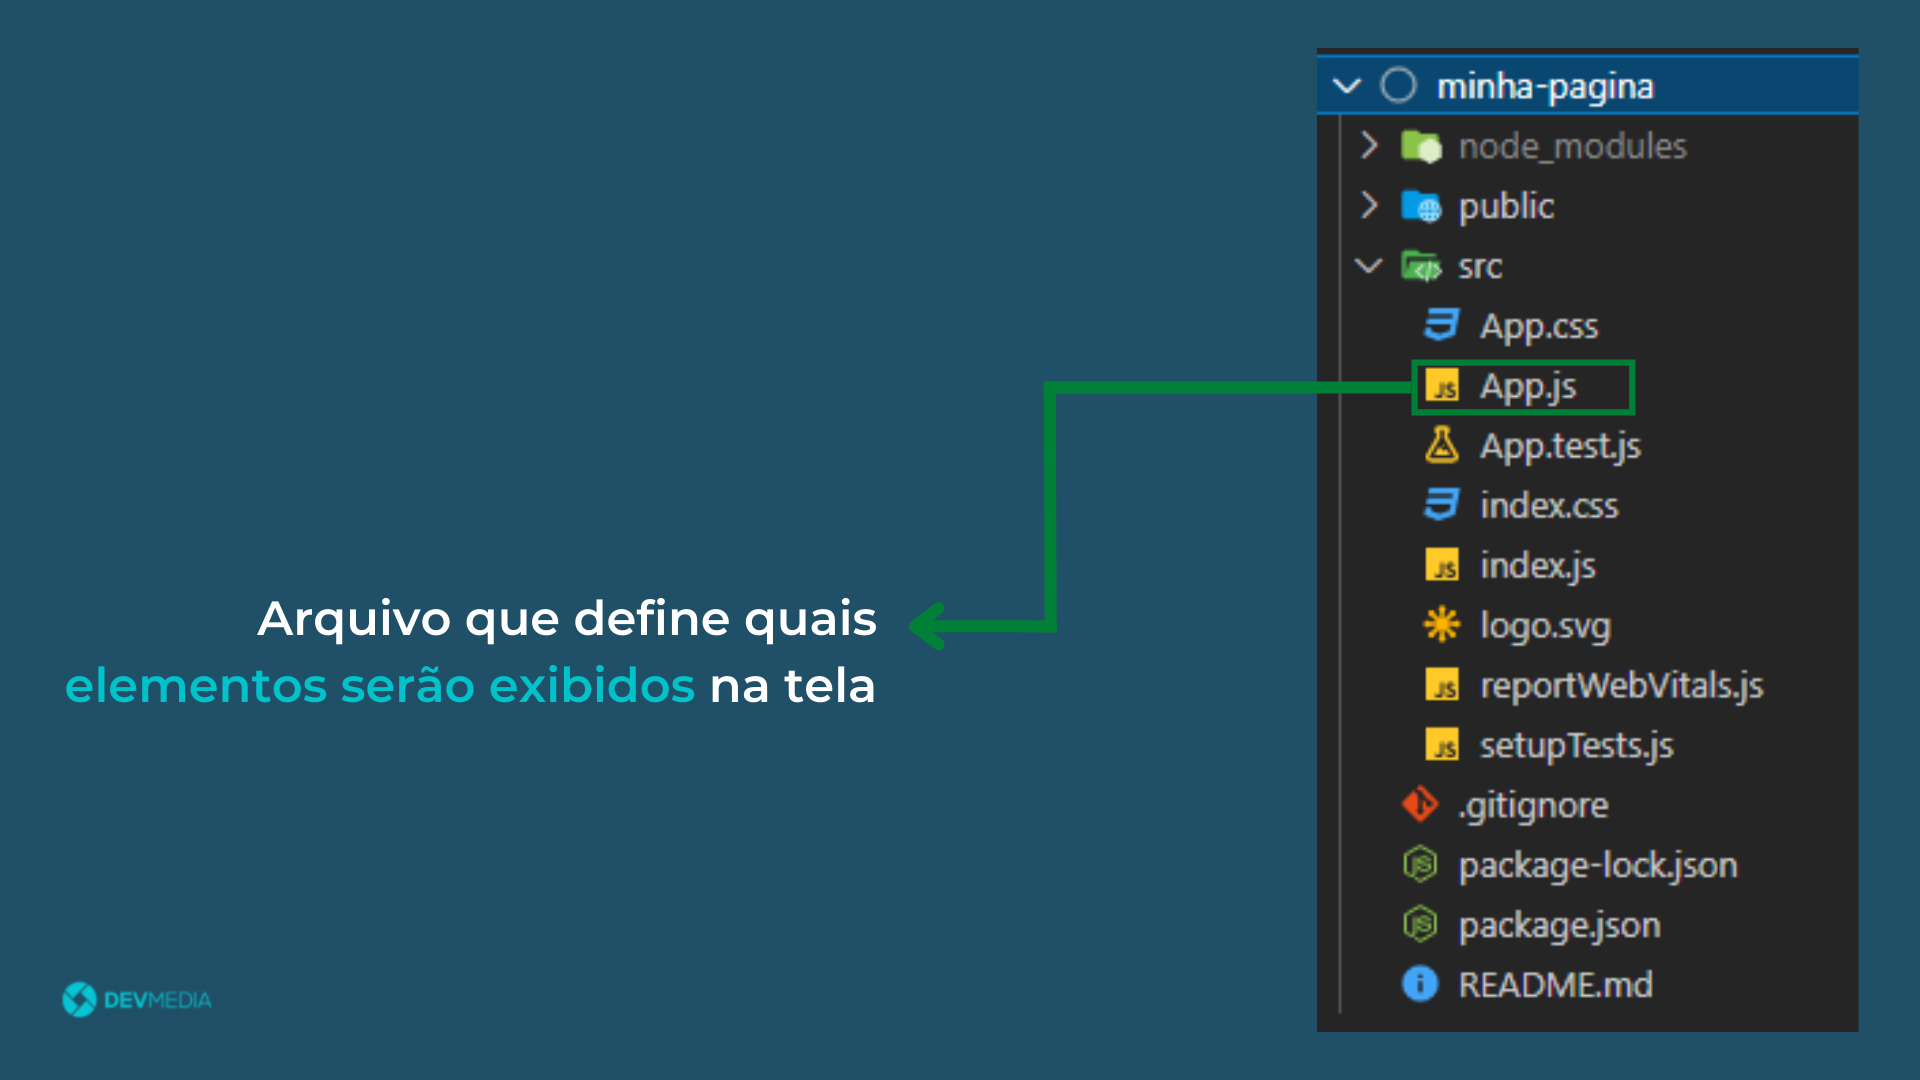 minha-pagina
node_modules
public
src
App.css
JS App.js
App.test.js
index.css
JS index.js
logo.svg
JS reportWebVitals.js
JS setupTests.js
.gitignore
JS package-lock.json
JS package.json
i README.md
Arquivo que define quais
elementos serão exibidos na tela
DEVMEDIA